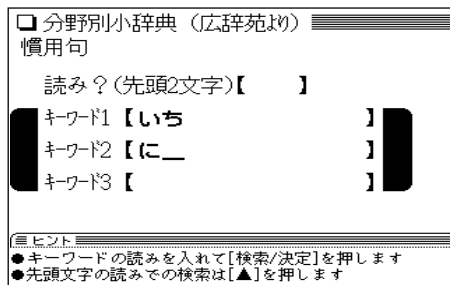 分野別小辞典 (広辞苑より)
慣用句
読み?(先頭2文字)【 】
キーワード1【いち 】
キーワード2【に_ 】
キーワード3【 】
ヒント
●キーワードの読みを入れて[検索/決定]を押します
●先頭文字の読みでの検索は[▲]を押します